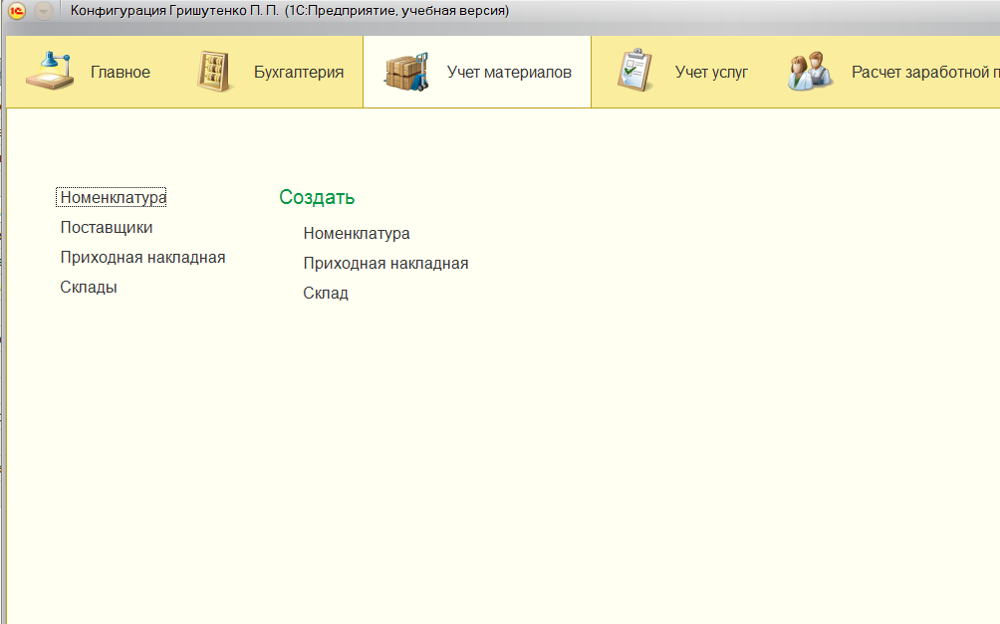 Конфигурация Гришутенко П. П. (1С:Предприятие, учебная версия)
Главное Бухгалтерия Учет материалов Учет услуг Расчет заработной п
Номенклатура
Поставщики
Приходная накладная
Склады
Создать
Номенклатура
Приходная накладная
Склад